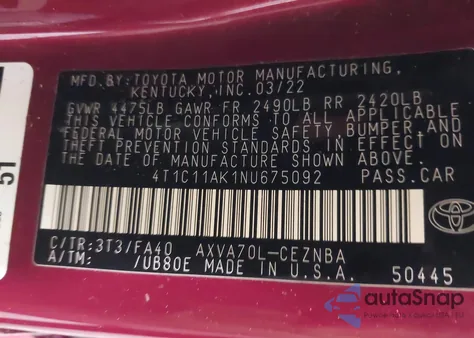 MFD.BY:TOYOTA MOTOR MANUFACTURING,
KENTUCKY, INC.03/22
GVWR 4475LB GAWR FR 2490LB RR 2420LB
THIS VEHICLE CONFORMS TO ALL APPLICABLE
FEDERAL MOTOR VEHICLE SAFETY, BUMPER,AND
THEFT PREVENTION STANDARDS IN EFFECT ON
THE DATE OF MANUFACTURE SHOWN ABOVE.
4T1C11AK1NU675092 PASS.CAR
C/TR:3T3/FA40 AXVA70L-CEZNBA
A/TM: /UB80E MADE IN U.S.A. 50445
TOYOTA
51
autoSnap